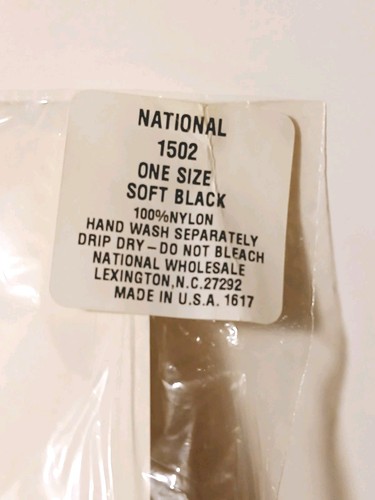 NATIONAL
1502
ONE SIZE
SOFT BLACK
100%NYLON
HAND WASH SEPARATELY
DRIP DRY—DO NOT BLEACH
NATIONAL WHOLESALE
LEXINGTON,N.C.27292
MADE IN U.S.A. 1617